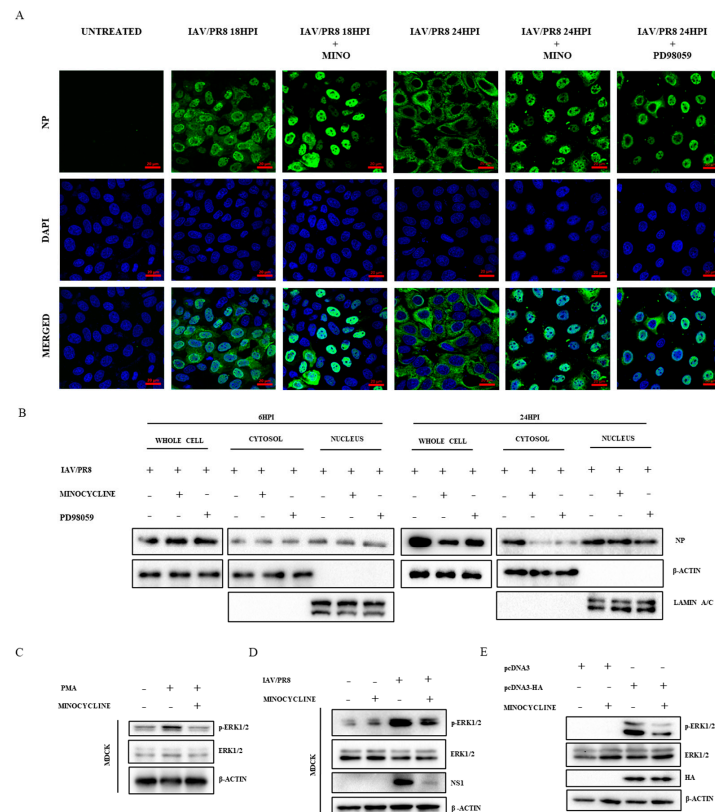 A
UNTREATED IAV/PR8 18HPI IAV/PR8 18HPI + MINO IAV/PR8 24HPI IAV/PR8 24HPI + MINO IAV/PR8 24HPI + PD98059
NP
DAPI
MERGED
B
6HPI 24HPI
WHOLE CELL CYTOSOL NUCLEUS WHOLE CELL CYTOSOL NUCLEUS
IAV/PR8 + + + + + + + + + + + + + + + + + +
MINOCYCLINE - + - - + - - + - - + - - + - - + -
PD98059 - - + - - + - - + - - + - - + - - +
NP
β-ACTIN
LAMIN A/C
C
PMA - + +
MINOCYCLINE - - +
MDCK
p-ERK1/2
ERK1/2
β-ACTIN
D
IAV/PR8 - - + +
MINOCYCLINE - + - +
MDCK
p-ERK1/2
ERK1/2
NS1
β-ACTIN
E
pcDNA3 + + - -
pcDNA3-HA - - + +
MINOCYCLINE - + - +
p-ERK1/2
ERK1/2
HA
β-ACTIN